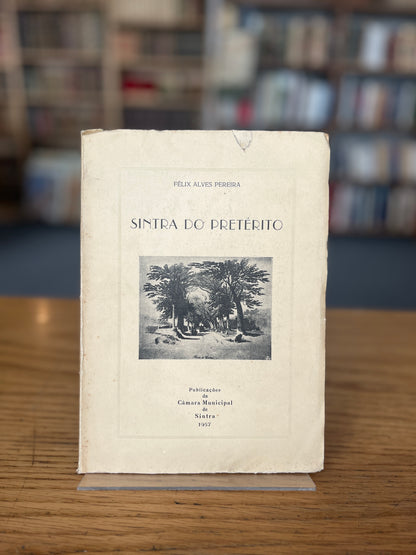 FÉLIX ALVES PEREIRA
SINTRA DO PRETÉRITO
Publicações
da
Câmara Municipal
de
Sintra
1957